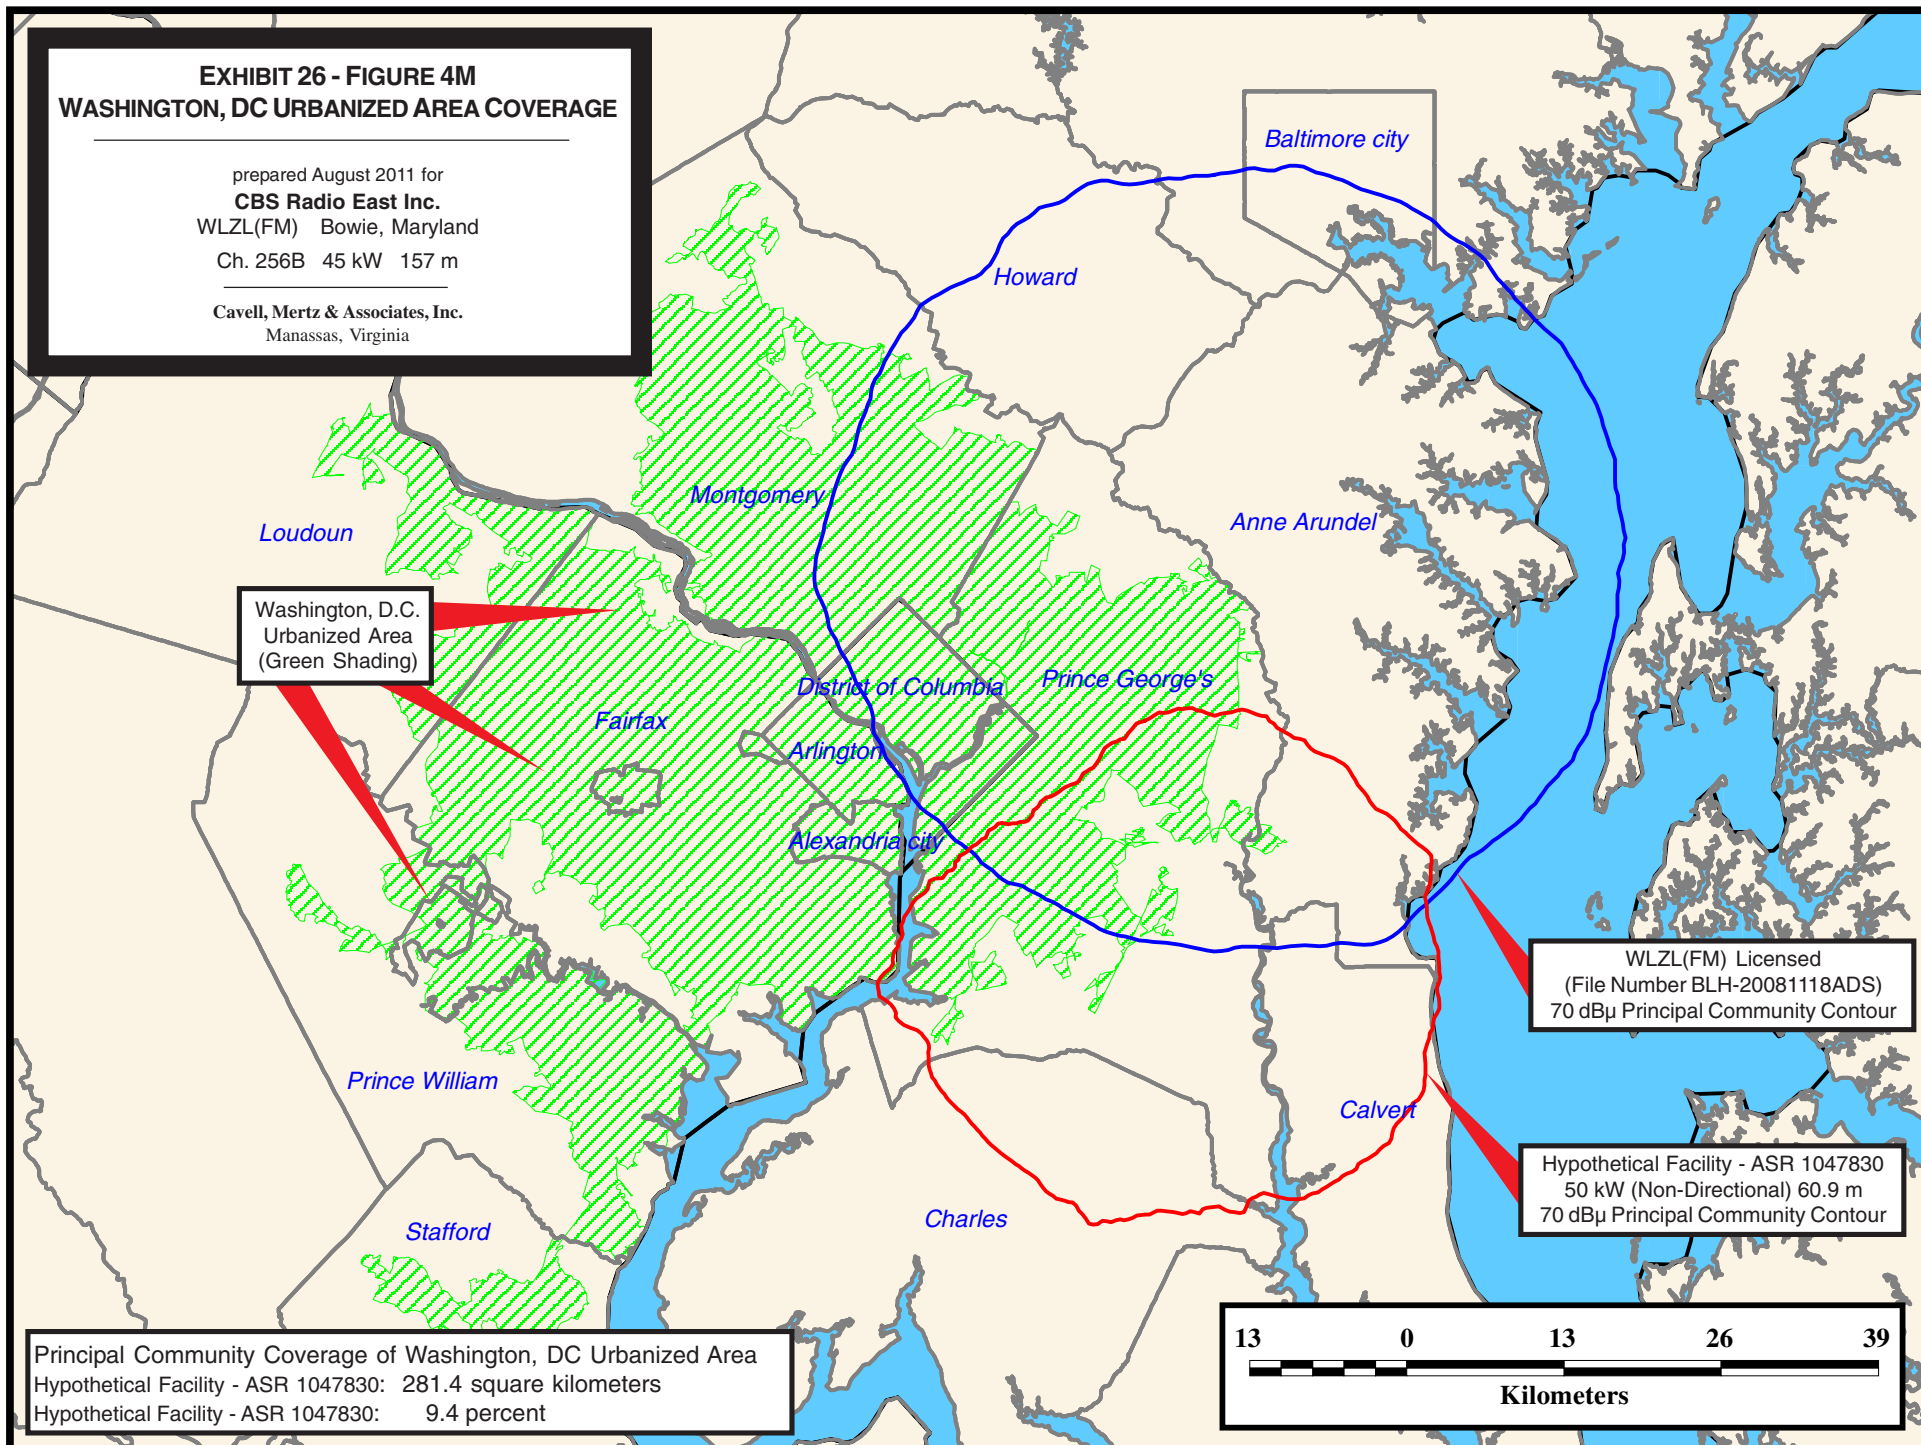 EXHIBIT 26 - FIGURE 4M
WASHINGTON, DC URBANIZED AREA COVERAGE
prepared August 2011 for
CBS Radio East Inc.
WLZL(FM) Bowie, Maryland
Ch. 256B 45 kW 157 m
Cavell, Mertz & Associates, Inc.
Manassas, Virginia
Baltimore city
Howard
Montgomery
Anne Arundel
Loudoun
Washington, D.C.
Urbanized Area
(Green Shading)
District of Columbia
Prince George's
Fairfax
Arlington
Alexandria city
WLZL(FM) Licensed
(File Number BLH-20081118ADS)
70 dBµ Principal Community Contour
Prince William
Calvert
Hypothetical Facility - ASR 1047830
50 kW (Non-Directional) 60.9 m
70 dBµ Principal Community Contour
Charles
Stafford
Principal Community Coverage of Washington, DC Urbanized Area
Hypothetical Facility - ASR 1047830: 281.4 square kilometers
Hypothetical Facility - ASR 1047830: 9.4 percent
13 0 13 26 39
Kilometers